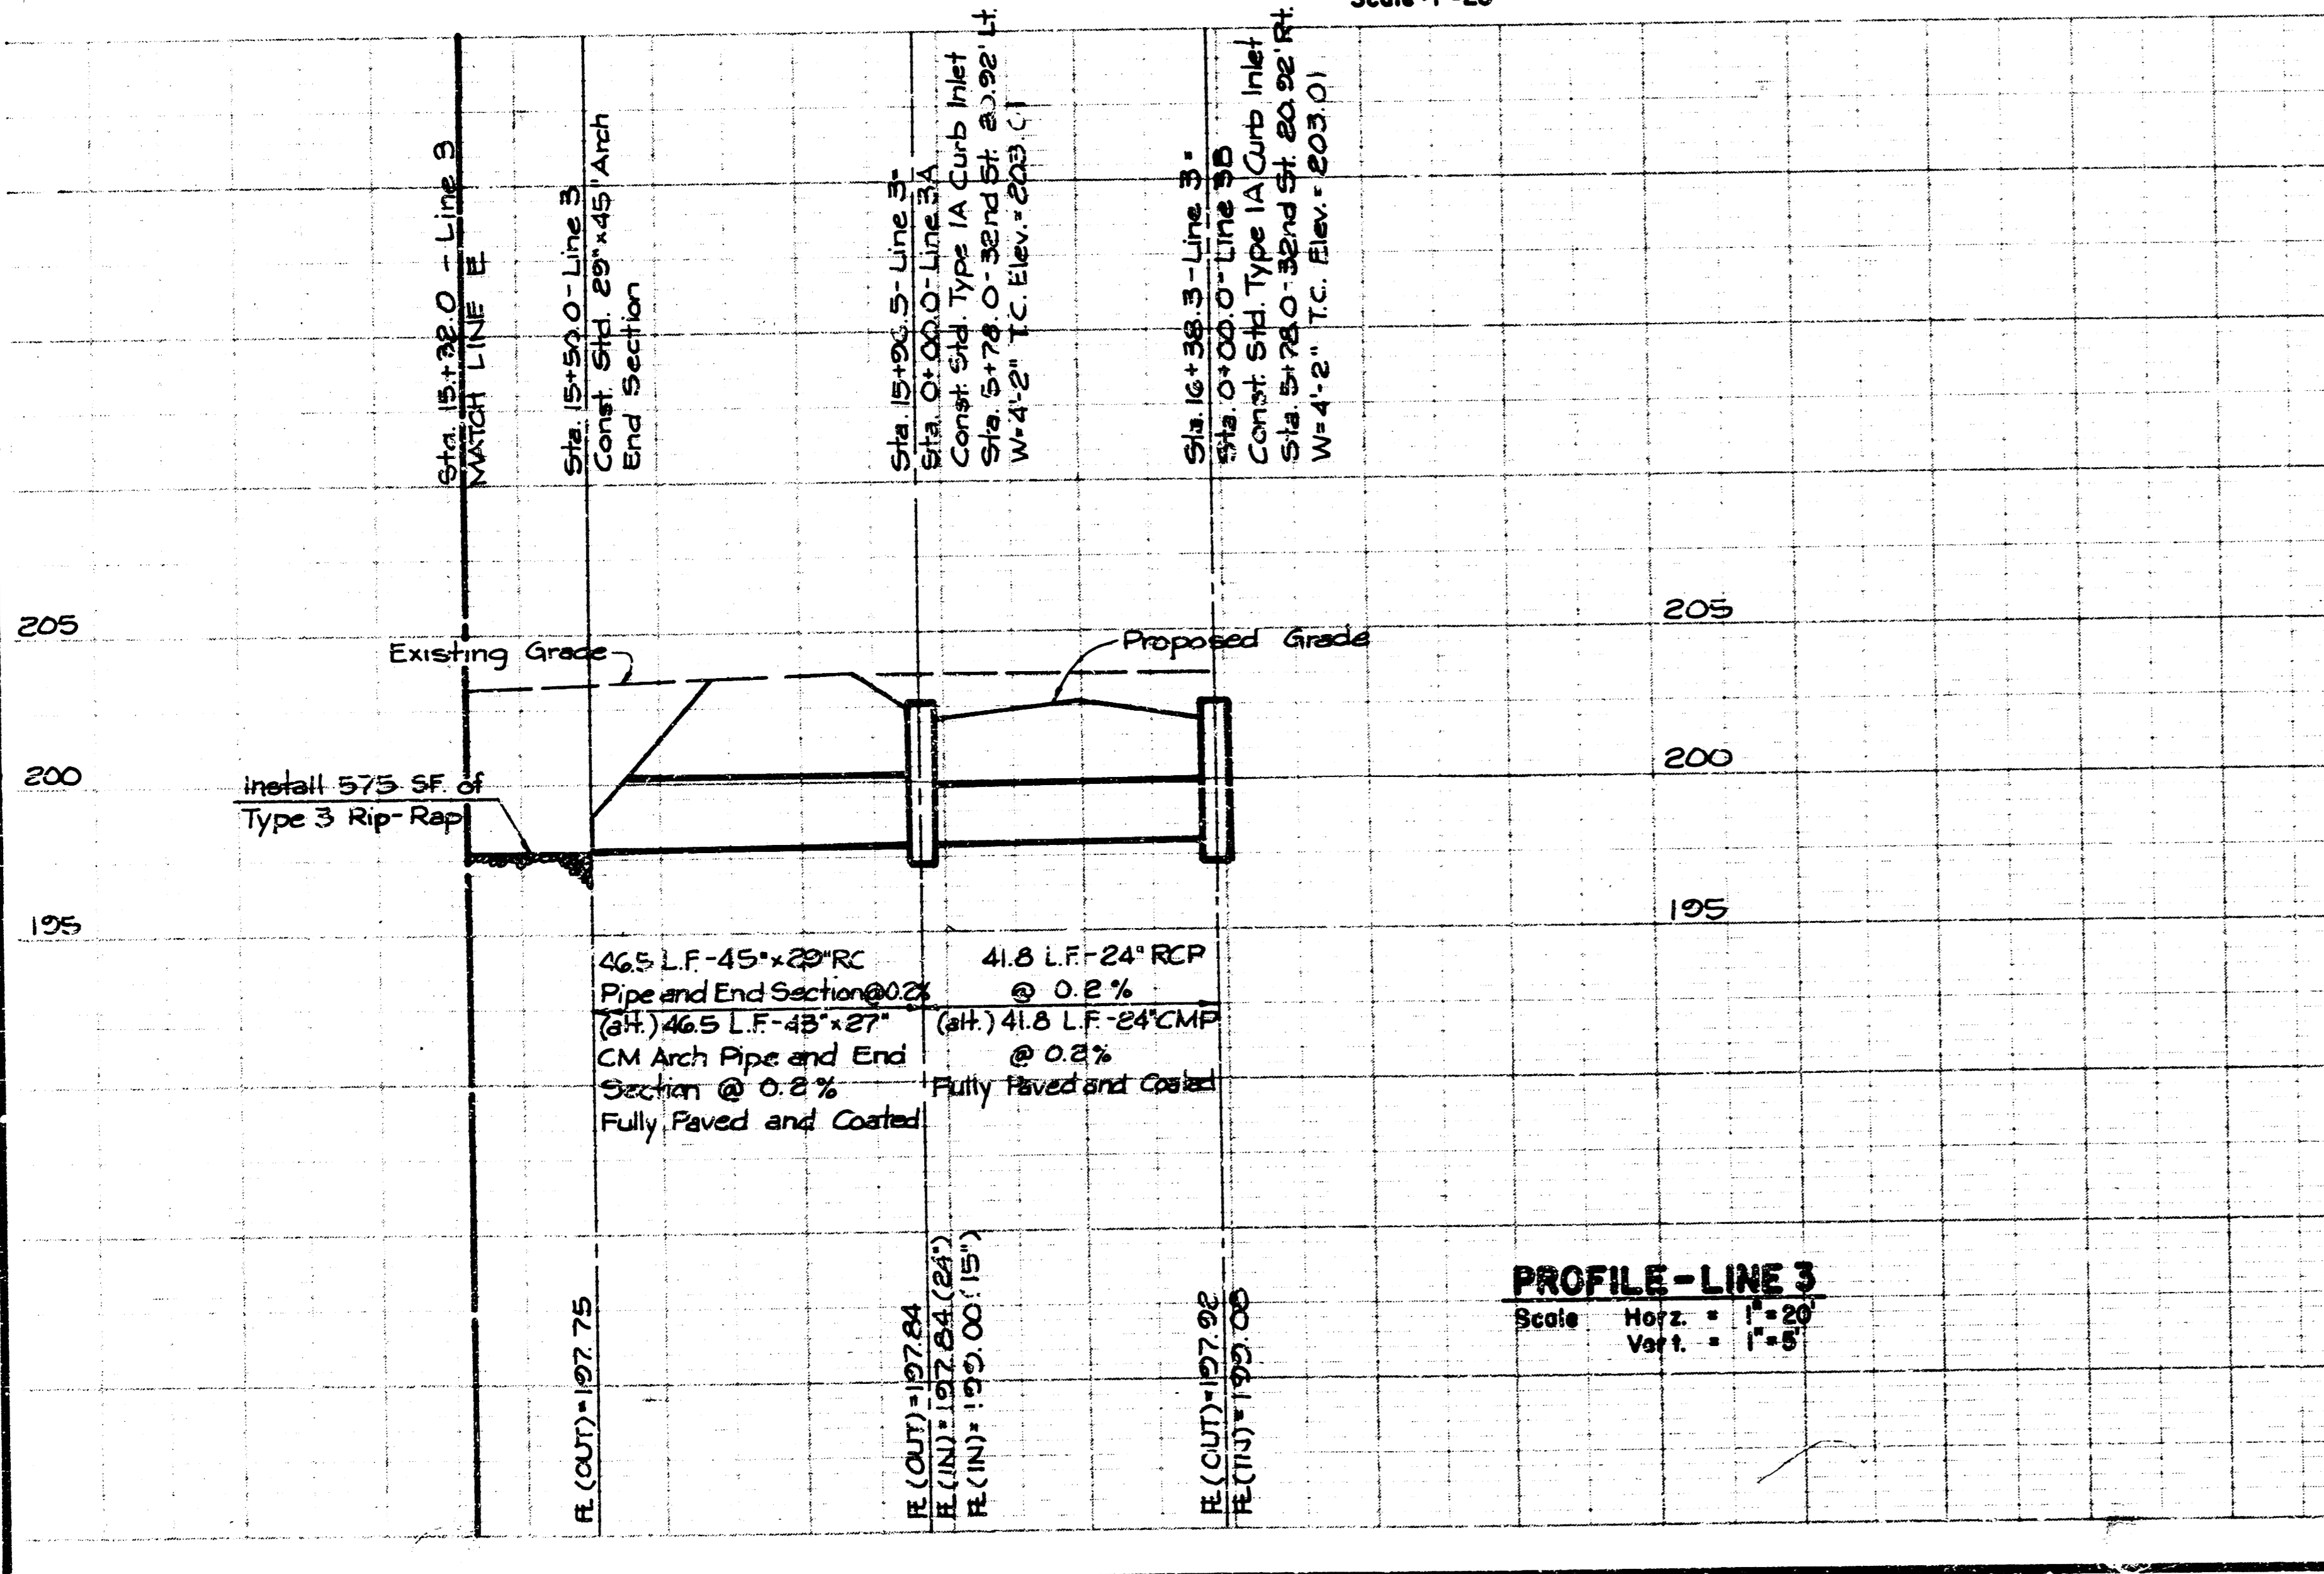 Sta. 15+32.0 - Line 3
MATCH LINE E
Sta. 15+50.0 - Line 3
Const. Std. 29"x45" Arch
End Section
Sta. 15+96.5 - Line 3=
Sta. 0+00.0 - Line 3A
Const. Std. Type 1A Curb Inlet
Sta. 5+78.0 - 32nd St. 20.92' Lt.
W=4'-2" T.C. Elev.=203.01
Sta. 16+38.3 - Line 3=
Sta. 0+00.0 - Line 3B
Const. Std. Type 1A Curb Inlet
Sta. 5+78.0 - 32nd St. 20.92' Rt.
W=4'-2" T.C. Elev.=203.01
205
205
Existing Grade
Proposed Grade
200
200
Install 575 SF. of
Type 3 Rip-Rap
195
195
46.5 L.F.-45"x29"RC
Pipe and End Section@0.2%
(alt.) 46.5 L.F.-43"x27"
CM Arch Pipe and End
Section @ 0.2%
Fully Paved and Coated
41.8 L.F.-24" RCP
@ 0.2%
(alt.) 41.8 L.F.-24"CMP
@ 0.2%
Fully Paved and Coated
FL(OUT)=197.75
FL(OUT)=197.84
FL(IN)=197.84(24")
FL(IN)=199.00(15")
FL(OUT)=197.92
FL(IN)=199.08
PROFILE-LINE 3
Scale Horz. = 1"=20'
Vert. = 1"=5'